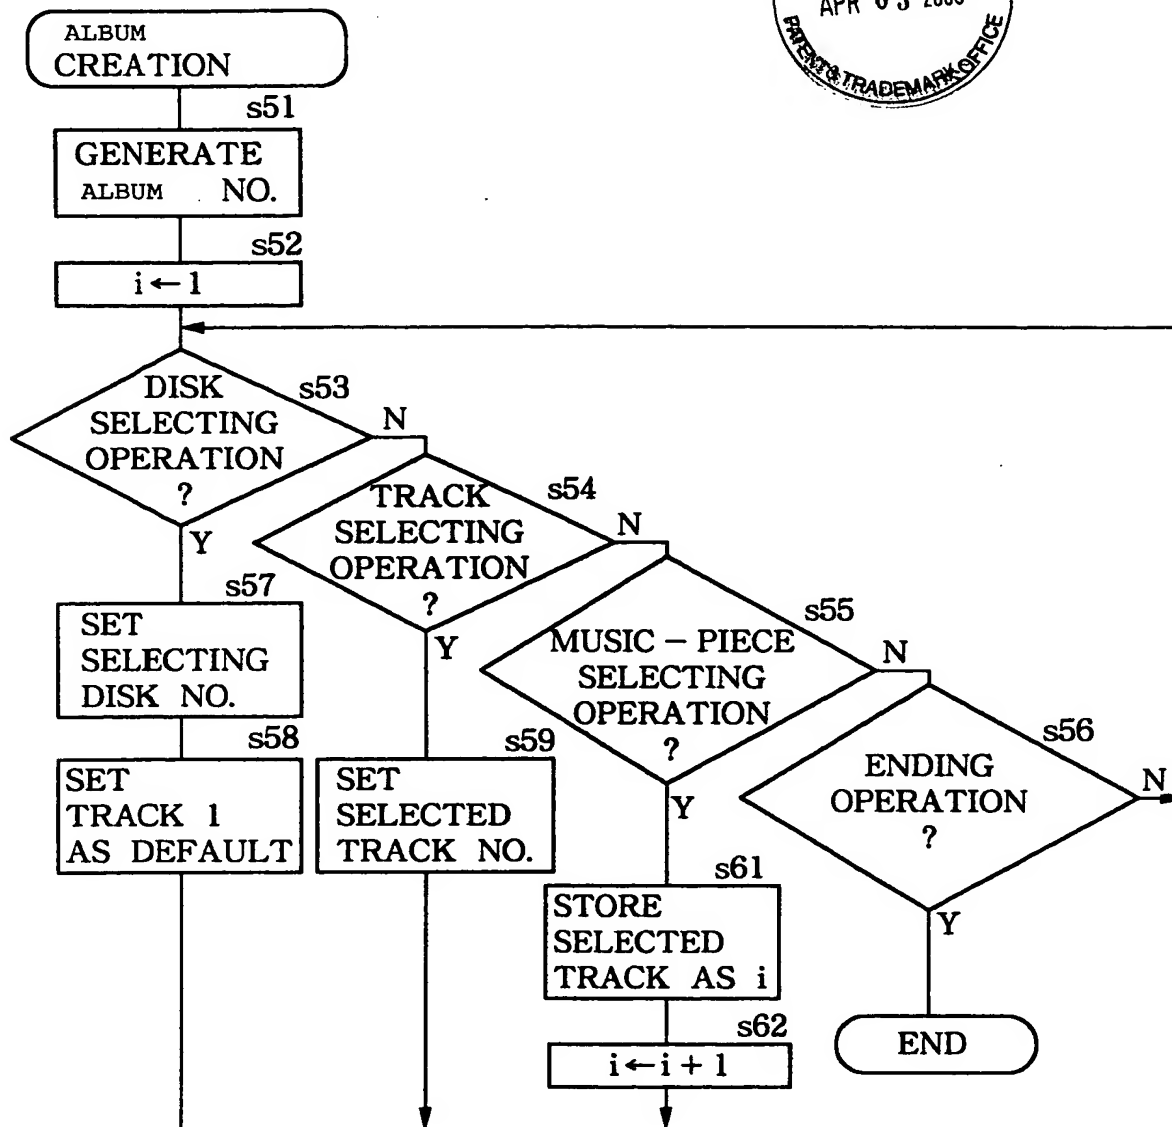 ALBUM
CREATION
APR
PATENT & TRADEMARK OFFICE
s51
GENERATE
ALBUM NO.
s52
i←1
DISK
SELECTING
OPERATION
?
s53
N
Y
TRACK
SELECTING
OPERATION
?
s54
N
Y
MUSIC – PIECE
SELECTING
OPERATION
?
s55
N
Y
ENDING
OPERATION
?
s56
N
Y
s57
SET
SELECTING
DISK NO.
s58
SET
TRACK 1
AS DEFAULT
s59
SET
SELECTED
TRACK NO.
s61
STORE
SELECTED
TRACK AS i
s62
i←i + 1
END